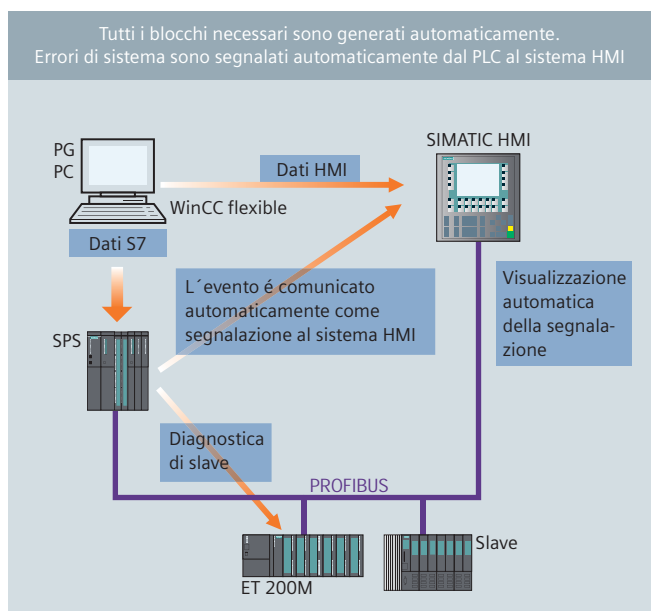 Tutti i blocchi necessari sono generati automaticamente.
Errori di sistema sono segnalati automaticamente dal PLC al sistema HMI
SIMATIC HMI
PG
PC
Dati HMI
WinCC flexible
Dati S7
L´evento é comunicato
automaticamente come
segnalazione al sistema HMI
Visualizzazione
automatica
della segnala-
zione
SPS
Diagnostica
di slave
PROFIBUS
Slave
ET 200M